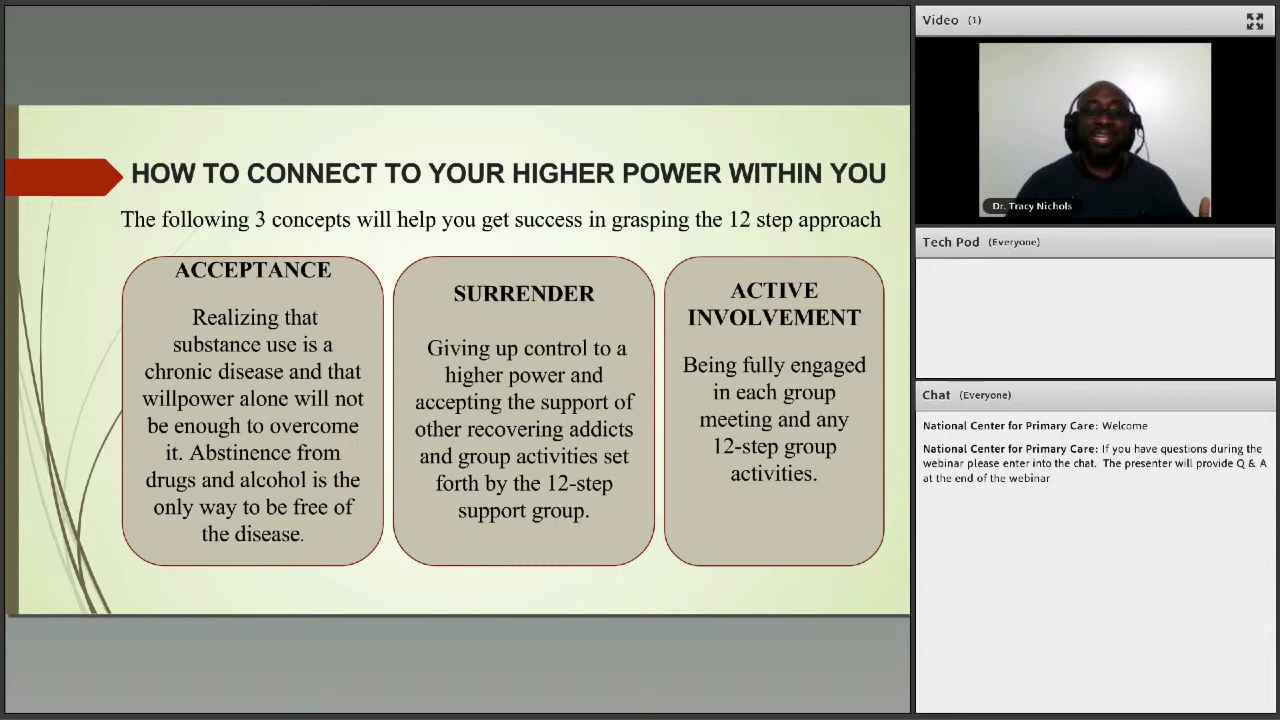 HOW TO CONNECT TO YOUR HIGHER POWER WITHIN YOU
The following 3 concepts will help you get success in grasping the 12 step approach
ACCEPTANCE
Realizing that
substance use is a
chronic disease and that
willpower alone will not
be enough to overcome
it. Abstinence from
drugs and alcohol is the
only way to be free of
the disease.
SURRENDER
Giving up control to a
higher power and
accepting the support of
other recovering addicts
and group activities set
forth by the 12-step
support group.
ACTIVE
INVOLVEMENT
Being fully engaged
in each group
meeting and any
12-step group
activities.
Video (1)
Dr. Tracy Nichols
Tech Pod (Everyone)
Chat (Everyone)
National Center for Primary Care: Welcome
National Center for Primary Care: If you have questions during the
webinar please enter into the chat. The presenter will provide Q & A
at the end of the webinar